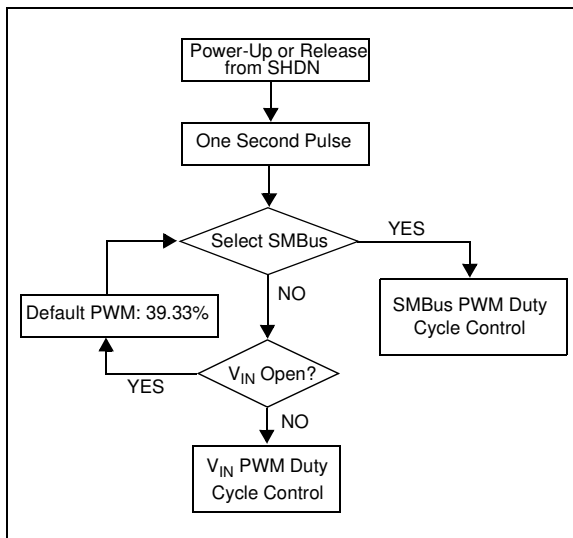 Power-Up or Release
from SHDN
One Second Pulse
Select SMBus
YES
NO
Default PWM: 39.33%
SMBus PWM Duty
Cycle Control
VIN Open?
YES
NO
VIN PWM Duty
Cycle Control